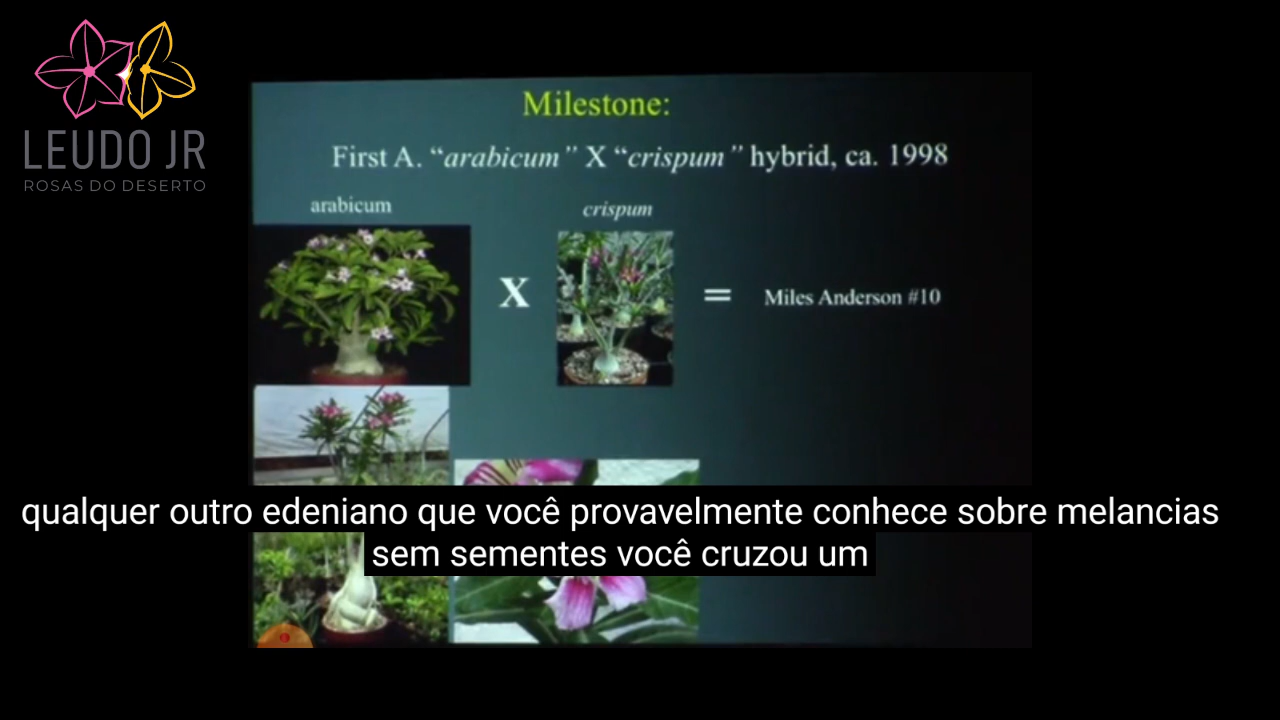 LEUDO JR
ROSAS DO DESERTO
Milestone:
First A. “arabicum” X “crispum” hybrid, ca. 1998
arabicum
crispum
X
=
Miles Anderson #10
qualquer outro edeniano que você provavelmente conhece sobre melancias
sem sementes você cruzou um